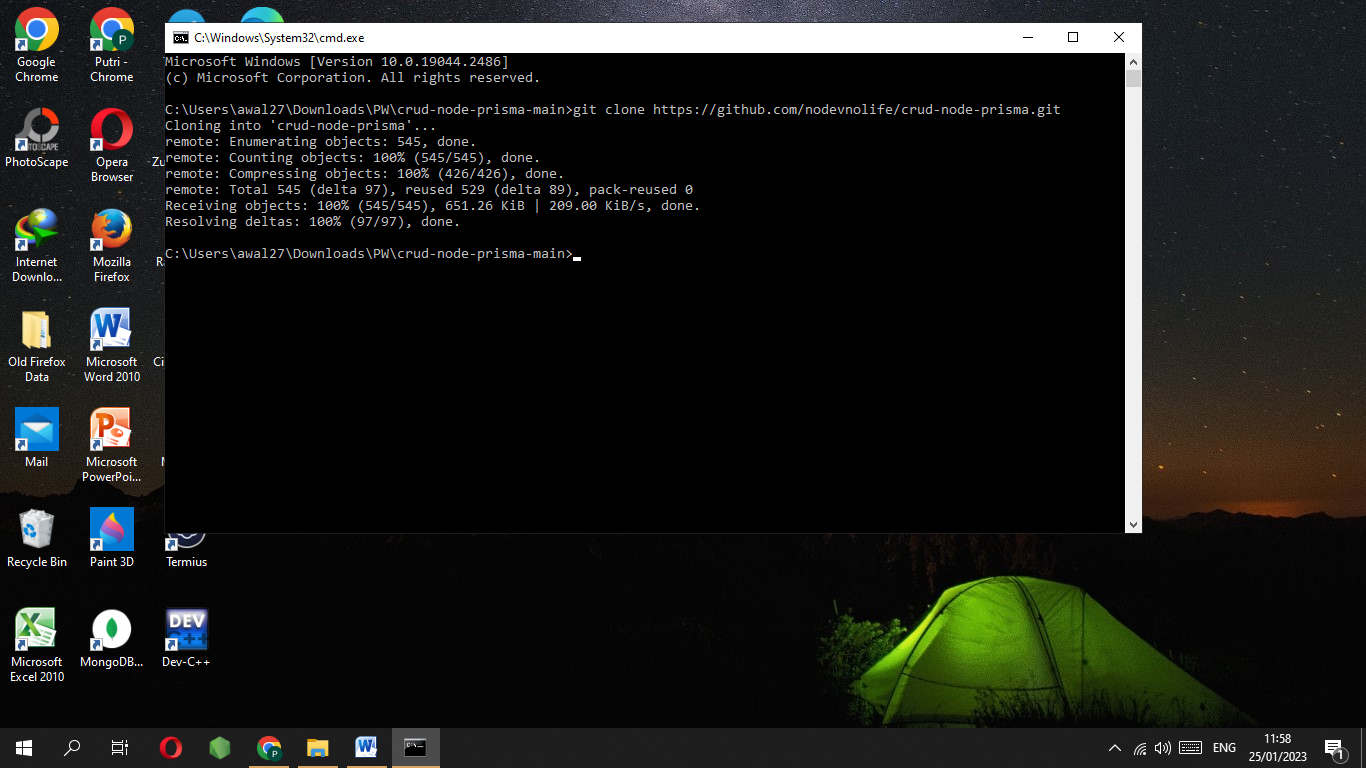 C:\Windows\System32\cmd.exe
Microsoft Windows [Version 10.0.19044.2486]
(c) Microsoft Corporation. All rights reserved.
C:\Users\awal27\Downloads\PW\crud-node-prisma-main>git clone https://github.com/nodevnolife/crud-node-prisma.git
Cloning into 'crud-node-prisma'...
remote: Enumerating objects: 545, done.
remote: Counting objects: 100% (545/545), done.
remote: Compressing objects: 100% (426/426), done.
remote: Total 545 (delta 97), reused 529 (delta 89), pack-reused 0
Receiving objects: 100% (545/545), 651.26 KiB | 209.00 KiB/s, done.
Resolving deltas: 100% (97/97), done.
C:\Users\awal27\Downloads\PW\crud-node-prisma-main>
Google
Chrome
Putri -
Chrome
PhotoScape
Opera
Browser
Zu
Internet
Downlo...
Mozilla
Firefox
Old Firefox
Data
Microsoft
Word 2010
Ci
Mail
Microsoft
PowerPoi...
Recycle Bin
Paint 3D
Termius
Microsoft
Excel 2010
MongoDB...
DEV
C++
Dev-C++
ENG
11:58
25/01/2023
1